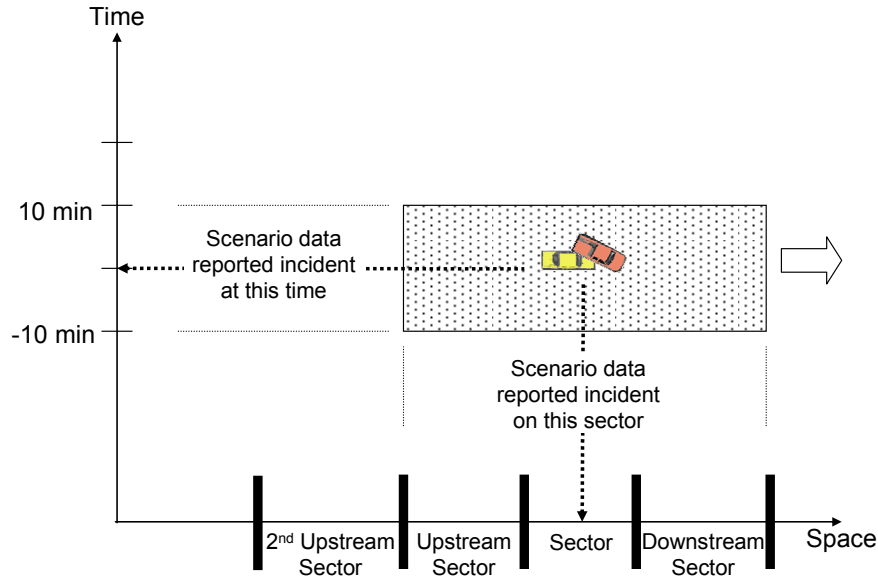 Time
10 min
Scenario data
reported incident
at this time
-10 min
Scenario data
reported incident
on this sector
2nd Upstream
Sector
Upstream
Sector
Sector
Downstream
Sector
Space